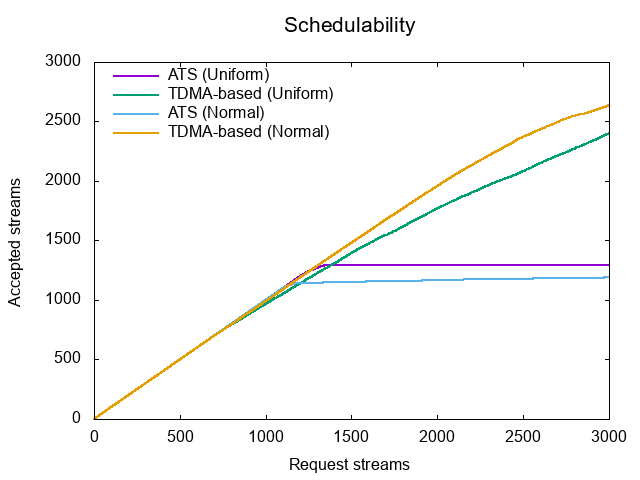 Schedulability
3000
2500
2000
1500
1000
500
0
Accepted streams
ATS (Uniform)
TDMA-based (Uniform)
ATS (Normal)
TDMA-based (Normal)
0 500 1000 1500 2000 2500 3000
Request streams